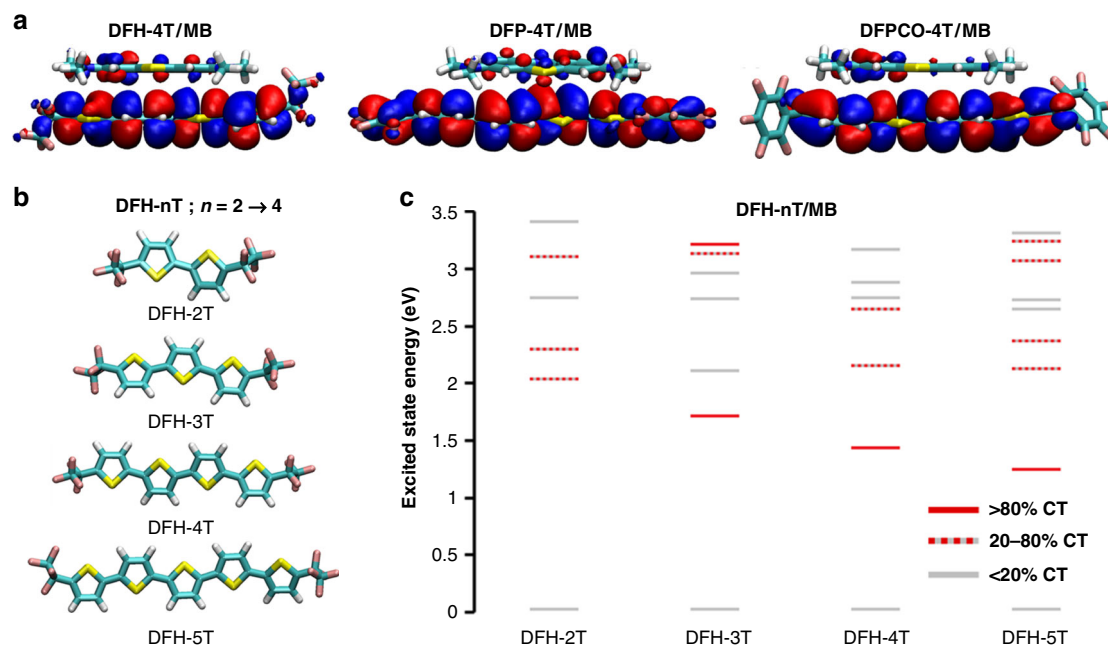 a
DFH-4T/MB
DFP-4T/MB
DFPCO-4T/MB
b
DFH-nT ; n = 2 → 4
DFH-2T
DFH-3T
DFH-4T
DFH-5T
c
DFH-nT/MB
Excited state energy (eV)
3.5
3
2.5
2
1.5
1
0.5
0
>80% CT
20–80% CT
<20% CT
DFH-2T
DFH-3T
DFH-4T
DFH-5T